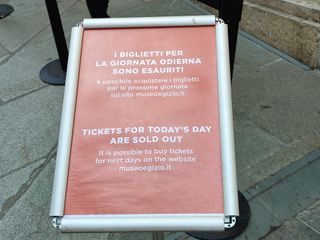 I BIGLIETTI PER
LA GIORNATA ODIERNA
SONO ESAURITI
è possibile acquistare i biglietti
per le prossime giornate
sul sito museoegizio.it
TICKETS FOR TODAY'S DAY
ARE SOLD OUT
It is possible to buy tickets
for next days on the website
museoegizio.it